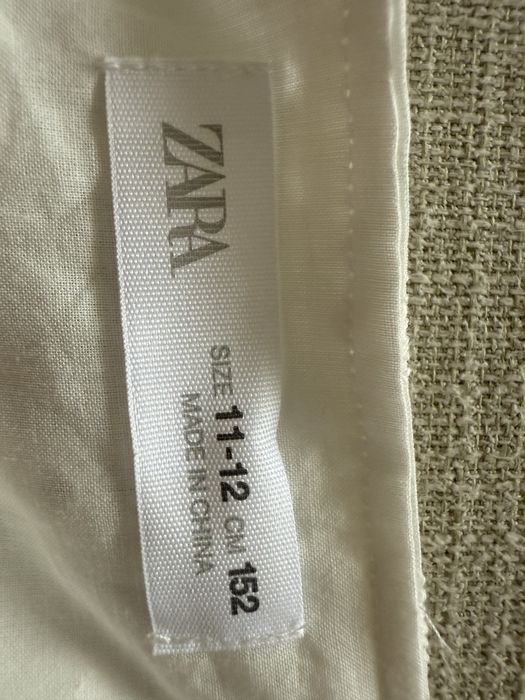 ZARA
SIZE 11-12 CM 152
MADE IN CHINA